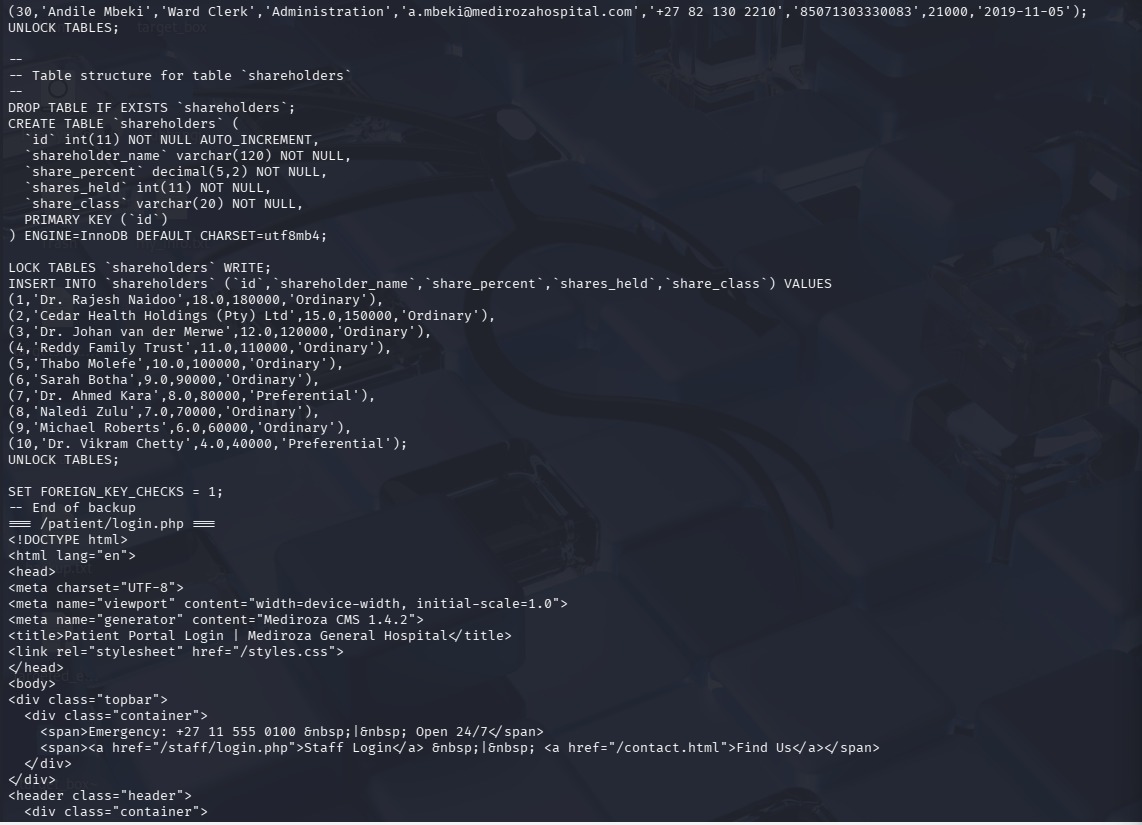 (30,'Andile Mbeki','Ward Clerk','Administration','a.mbeki@medirozahospital.com','+27 82 130 2210','85071303330083',21000,'2019-11-05');
UNLOCK TABLES;
--
-- Table structure for table `shareholders`
--
DROP TABLE IF EXISTS `shareholders`;
CREATE TABLE `shareholders` (
  `id` int(11) NOT NULL AUTO_INCREMENT,
  `shareholder_name` varchar(120) NOT NULL,
  `share_percent` decimal(5,2) NOT NULL,
  `shares_held` int(11) NOT NULL,
  `share_class` varchar(20) NOT NULL,
  PRIMARY KEY (`id`)
) ENGINE=InnoDB DEFAULT CHARSET=utf8mb4;
LOCK TABLES `shareholders` WRITE;
INSERT INTO `shareholders` (`id`,`shareholder_name`,`share_percent`,`shares_held`,`share_class`) VALUES
(1,'Dr. Rajesh Naidoo',18.0,180000,'Ordinary'),
(2,'Cedar Health Holdings (Pty) Ltd',15.0,150000,'Ordinary'),
(3,'Dr. Johan van der Merwe',12.0,120000,'Ordinary'),
(4,'Reddy Family Trust',11.0,110000,'Ordinary'),
(5,'Thabo Molefe',10.0,100000,'Ordinary'),
(6,'Sarah Botha',9.0,90000,'Ordinary'),
(7,'Dr. Ahmed Kara',8.0,80000,'Preferential'),
(8,'Naledi Zulu',7.0,70000,'Ordinary'),
(9,'Michael Roberts',6.0,60000,'Ordinary'),
(10,'Dr. Vikram Chetty',4.0,40000,'Preferential');
UNLOCK TABLES;
SET FOREIGN_KEY_CHECKS = 1;
-- End of backup
=== /patient/login.php ===
<!DOCTYPE html>
<html lang="en">
<head>
<meta charset="UTF-8">
<meta name="viewport" content="width=device-width, initial-scale=1.0">
<meta name="generator" content="Mediroza CMS 1.4.2">
<title>Patient Portal Login | Mediroza General Hospital</title>
<link rel="stylesheet" href="/styles.css">
</head>
<body>
<div class="topbar">
  <div class="container">
    <span>Emergency: +27 11 555 0100 &nbsp;|&nbsp; Open 24/7</span>
    <span><a href="/staff/login.php">Staff Login</a> &nbsp;|&nbsp; <a href="/contact.html">Find Us</a></span>
  </div>
</div>
<header class="header">
  <div class="container">